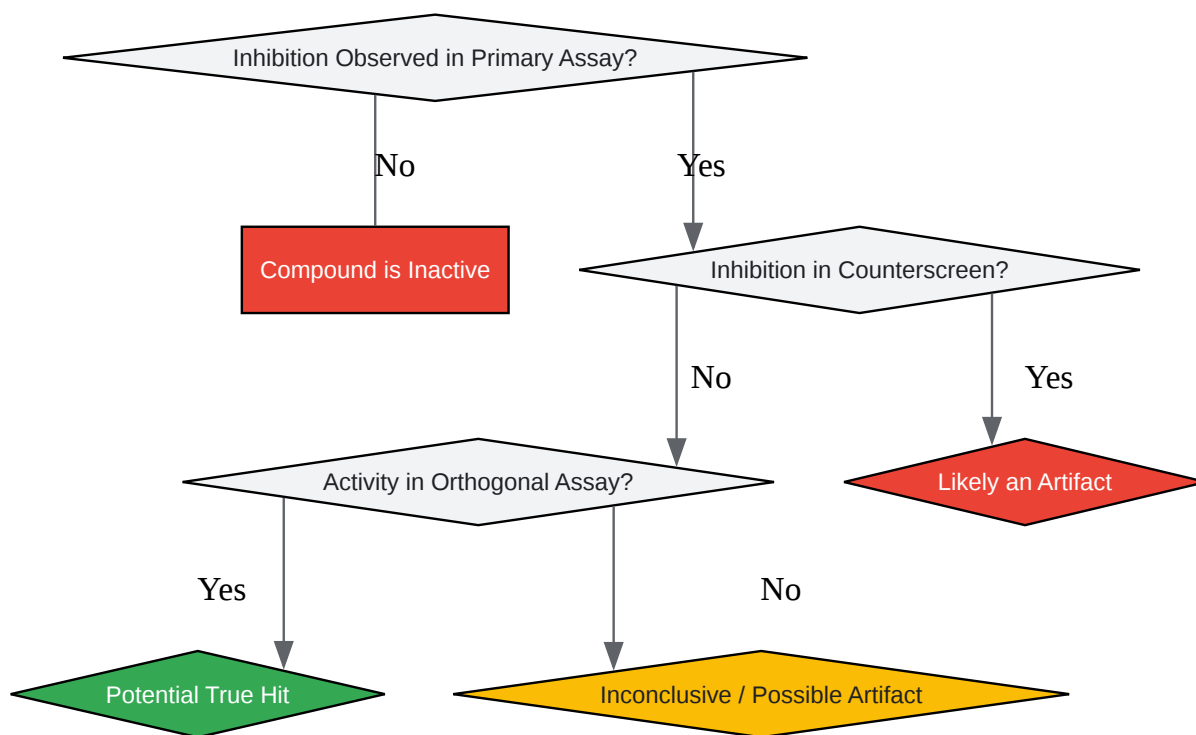 Inhibition Observed in Primary Assay?
No
Yes
Compound is Inactive
Inhibition in Counterscreen?
No
Yes
Activity in Orthogonal Assay?
Likely an Artifact
Yes
No
Potential True Hit
Inconclusive / Possible Artifact